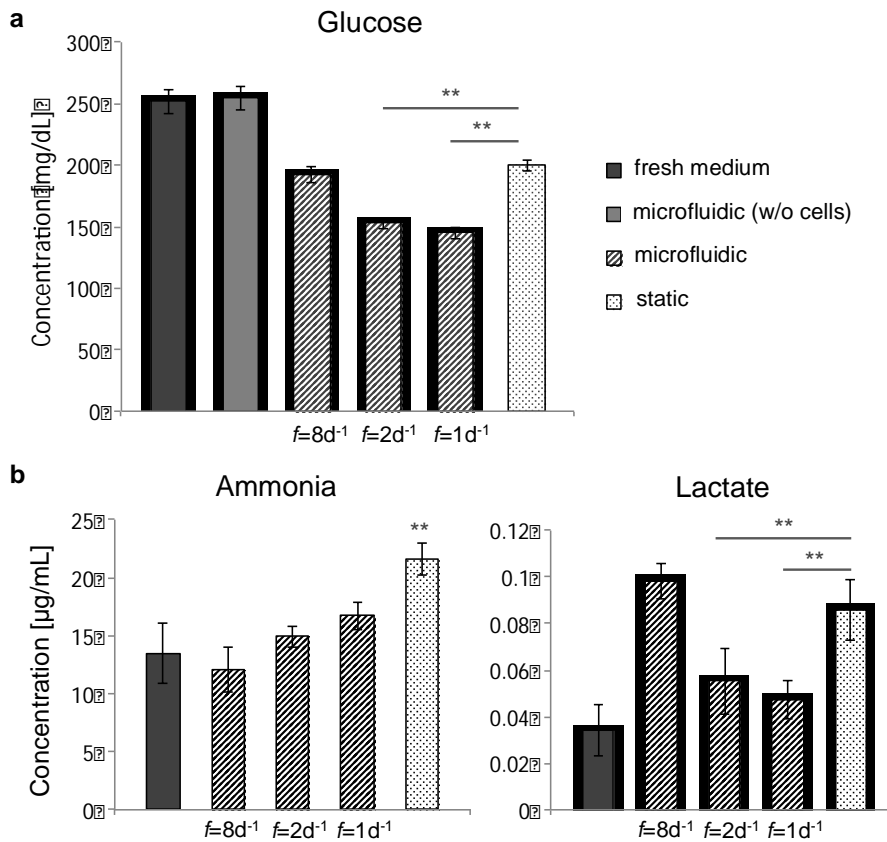 a
Glucose
Concentration [mg/dL]
300
250
200
150
100
50
0
**
**
f=8d-1 f=2d-1 f=1d-1
fresh medium
microfluidic (w/o cells)
microfluidic
static
b
Ammonia
Concentration [µg/mL]
25
20
15
10
5
0
**
f=8d-1 f=2d-1 f=1d-1
Lactate
0.12
0.1
0.08
0.06
0.04
0.02
0
**
**
f=8d-1 f=2d-1 f=1d-1